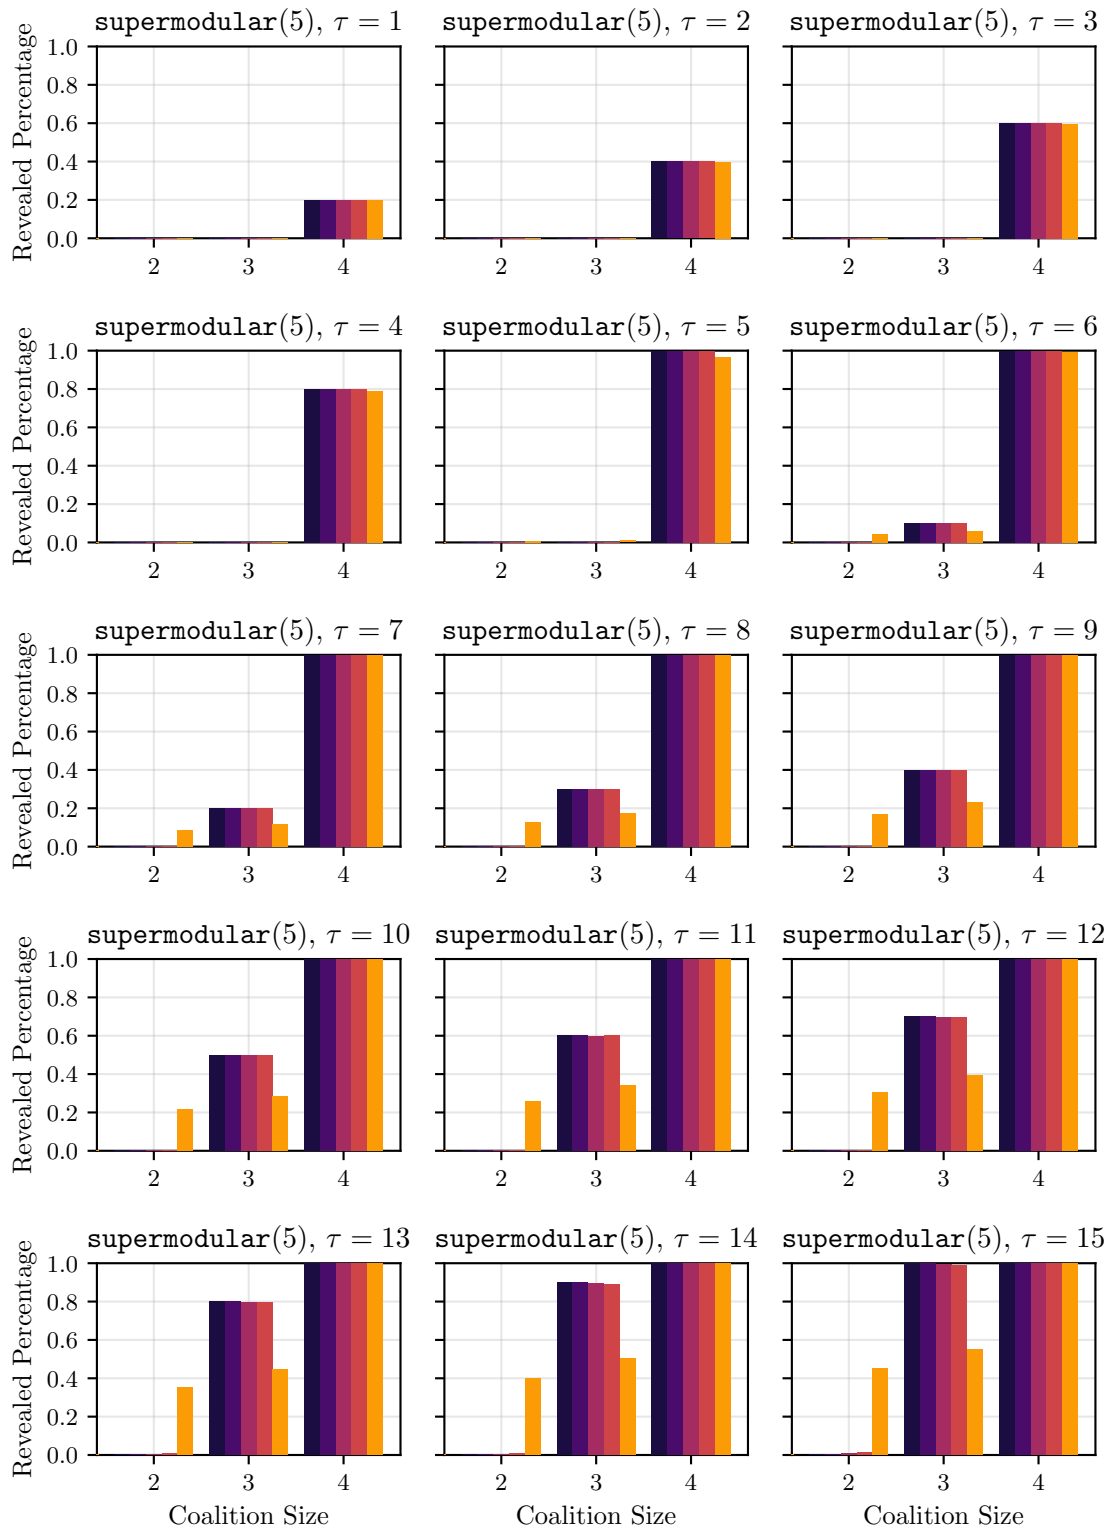 supermodular(5), τ = 1
supermodular(5), τ = 2
supermodular(5), τ = 3
Revealed Percentage
1.0
0.8
0.6
0.4
0.2
0.0
2 3 4
2 3 4
2 3 4
supermodular(5), τ = 4
supermodular(5), τ = 5
supermodular(5), τ = 6
Revealed Percentage
1.0
0.8
0.6
0.4
0.2
0.0
2 3 4
2 3 4
2 3 4
supermodular(5), τ = 7
supermodular(5), τ = 8
supermodular(5), τ = 9
Revealed Percentage
1.0
0.8
0.6
0.4
0.2
0.0
2 3 4
2 3 4
2 3 4
supermodular(5), τ = 10
supermodular(5), τ = 11
supermodular(5), τ = 12
Revealed Percentage
1.0
0.8
0.6
0.4
0.2
0.0
2 3 4
2 3 4
2 3 4
supermodular(5), τ = 13
supermodular(5), τ = 14
supermodular(5), τ = 15
Revealed Percentage
1.0
0.8
0.6
0.4
0.2
0.0
2 3 4
2 3 4
2 3 4
Coalition Size
Coalition Size
Coalition Size